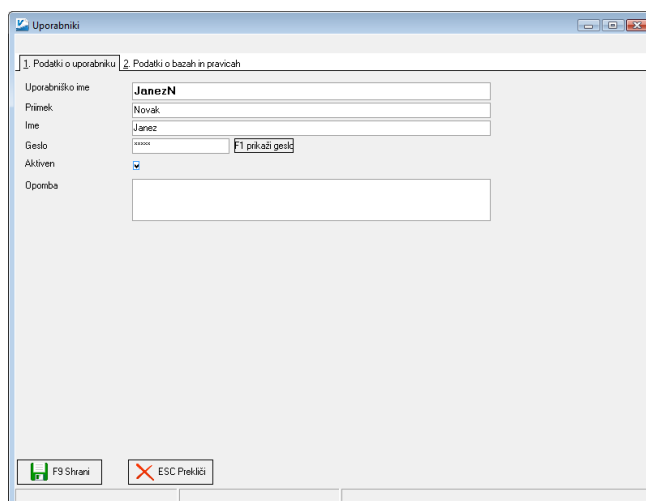 Uporabniki
1. Podatki o uporabniku 2. Podatki o bazah in pravicah
Uporabniško ime JanezN
Priimek Novak
Ime Janez
Geslo ***** F1 prikaži geslo
Aktiven
Opomba
F9 Shrani ESC Prekliči